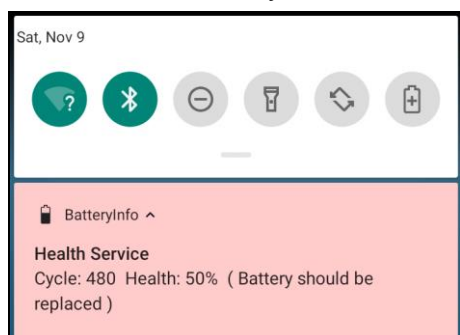 Sat, Nov 9
?
BatteryInfo
Health Service
Cycle: 480 Health: 50% ( Battery should be
replaced )